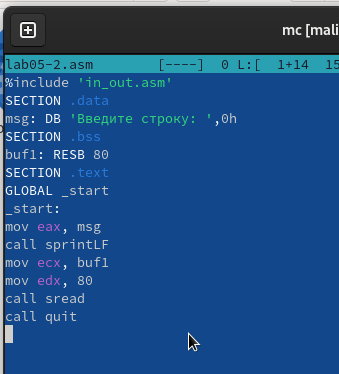 mc [mali
lab05-2.asm [----] 0 L:[ 1+14 15
%include 'in_out.asm'
SECTION .data
msg: DB 'Введите строку: ',0h
SECTION .bss
buf1: RESB 80
SECTION .text
GLOBAL _start
_start:
mov eax, msg
call sprintLF
mov ecx, buf1
mov edx, 80
call sread
call quit